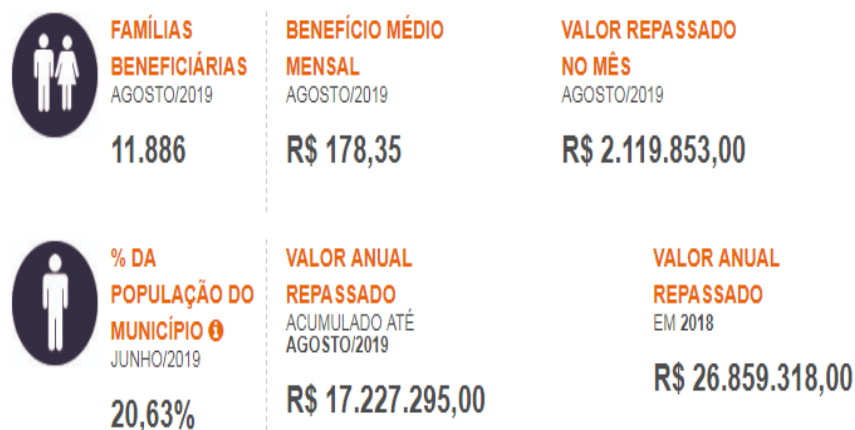 FAMÍLIAS
BENEFICIÁRIAS
AGOSTO/2019
11.886
BENEFÍCIO MÉDIO
MENSAL
AGOSTO/2019
R$ 178,35
VALOR REPASSADO
NO MÊS
AGOSTO/2019
R$ 2.119.853,00
% DA
POPULAÇÃO DO
MUNICÍPIO
JUNHO/2019
20,63%
VALOR ANUAL
REPASSADO
ACUMULADO ATÉ
AGOSTO/2019
R$ 17.227.295,00
VALOR ANUAL
REPASSADO
EM 2018
R$ 26.859.318,00